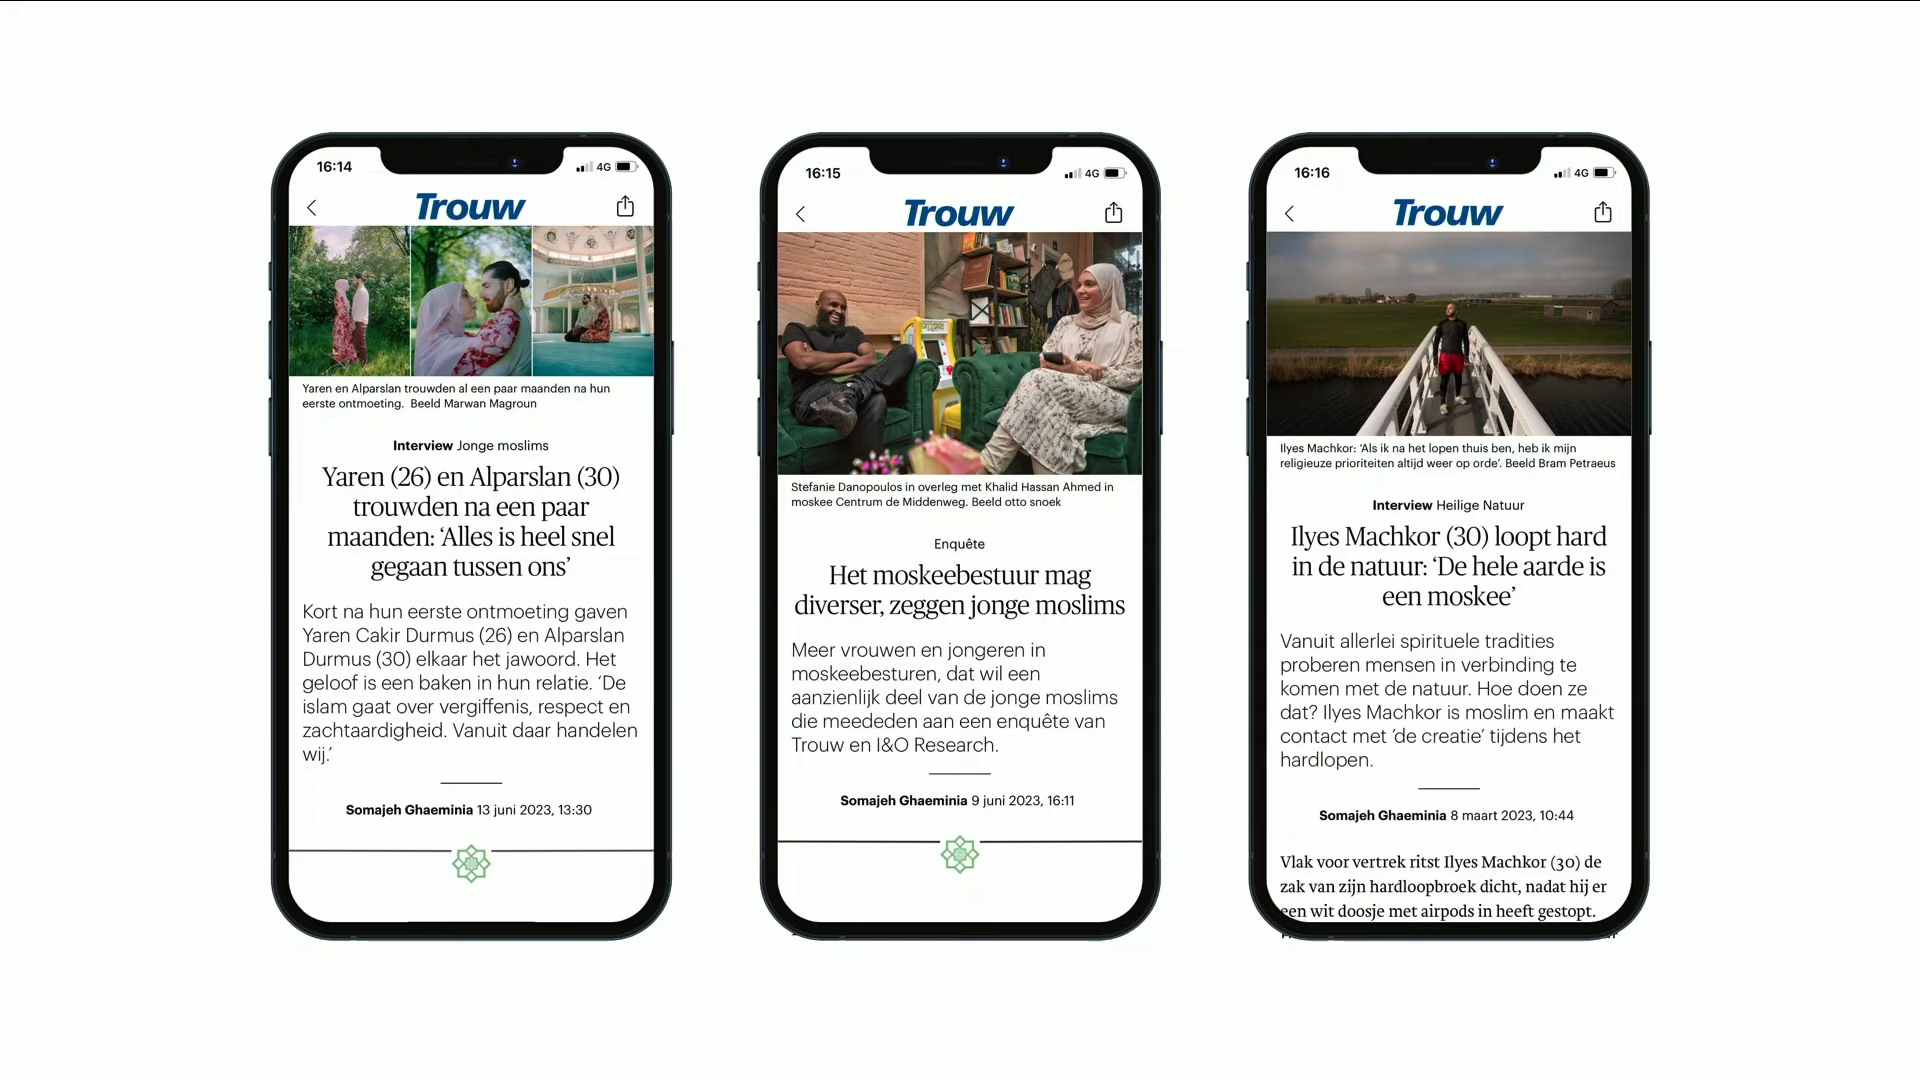 16:14
4G
Trouw
Yaren en Alparslan trouwden al een paar maanden na hun
eerste ontmoeting. Beeld Marwan Magroun
Interview Jonge moslims
Yaren (26) en Alparslan (30)
trouwden na een paar
maanden: ‘Alles is heel snel
gegaan tussen ons’
Kort na hun eerste ontmoeting gaven
Yaren Cakir Durmus (26) en Alparslan
Durmus (30) elkaar het jawoord. Het
geloof is een baken in hun relatie. ‘De
islam gaat over vergiffenis, respect en
zachtaardigheid. Vanuit daar handelen
wij.’
Somajeh Ghaeminia 13 juni 2023, 13:30
16:15
4G
Trouw
Stefanie Danopoulos in overleg met Khalid Hassan Ahmed in
moskee Centrum de Middenweg. Beeld otto snoek
Enquête
Het moskeebestuur mag
diverser, zeggen jonge moslims
Meer vrouwen en jongeren in
moskeebesturen, dat wil een
aanzienlijk deel van de jonge moslims
die meededen aan een enquête van
Trouw en I&O Research.
Somajeh Ghaeminia 9 juni 2023, 16:11
16:16
4G
Trouw
Ilyes Machkor: ‘Als ik na het lopen thuis ben, heb ik mijn
religieuze prioriteiten altijd weer op orde’. Beeld Bram Petraeus
Interview Heilige Natuur
Ilyes Machkor (30) loopt hard
in de natuur: ‘De hele aarde is
een moskee’
Vanuit allerlei spirituele tradities
proberen mensen in verbinding te
komen met de natuur. Hoe doen ze
dat? Ilyes Machkor is moslim en maakt
contact met ‘de creatie’ tijdens het
hardlopen.
Somajeh Ghaeminia 8 maart 2023, 10:44
Vlak voor vertrek ritst Ilyes Machkor (30) de
zak van zijn hardloopbroek dicht, nadat hij er
een wit doosje met airpods in heeft gestopt.